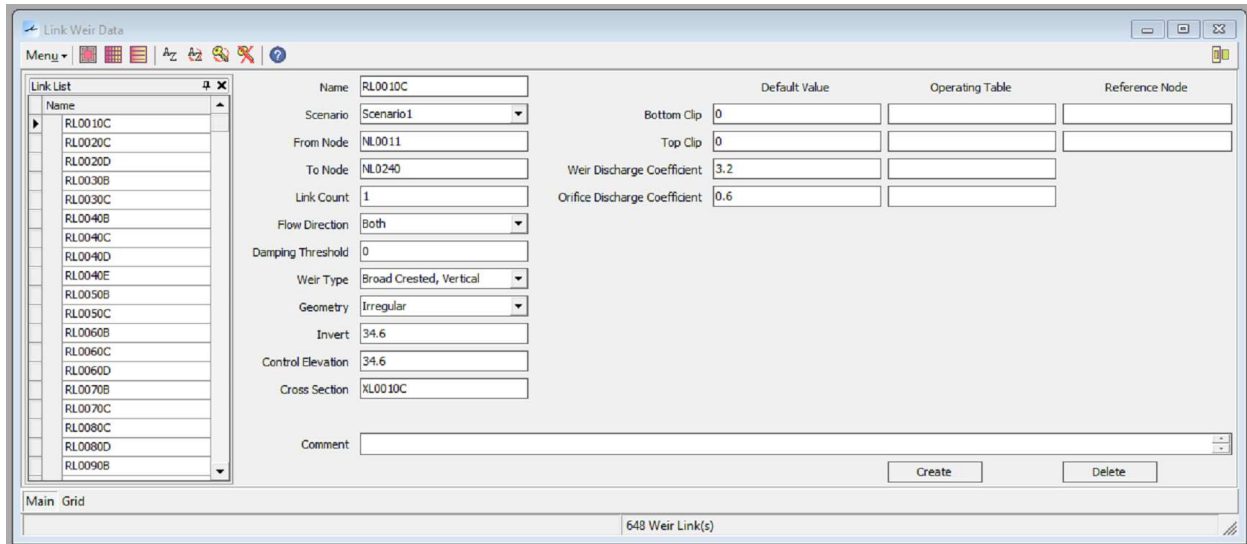 Link Weir Data
Menu
Link List
Name
RL0010C
RL0020C
RL0020D
RL0030B
RL0030C
RL0040B
RL0040C
RL0040D
RL0040E
RL0050B
RL0050C
RL0060B
RL0060C
RL0060D
RL0070B
RL0070C
RL0080C
RL0080D
RL0090B
Name RL0010C
Scenario Scenario1
From Node NL0011
To Node NL0240
Link Count 1
Flow Direction Both
Damping Threshold 0
Weir Type Broad Crested, Vertical
Geometry Irregular
Invert 34.6
Control Elevation 34.6
Cross Section XL0010C
Default Value Operating Table Reference Node
Bottom Clip 0
Top Clip 0
Weir Discharge Coefficient 3.2
Orifice Discharge Coefficient 0.6
Comment
Create Delete
Main Grid
648 Weir Link(s)